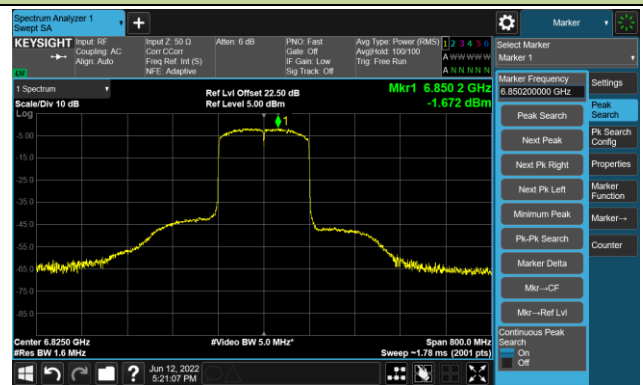 Spectrum Analyzer 1
Swept SA
Marker
KEYSIGHT
Input: RF
Coupling: AC
Align: Auto
Input Z: 50 Ω
Corr CCorr
Freq Ref: Int (S)
NFE: Adaptive
Atten: 6 dB
PNO: Fast
Gate: Off
IF Gain: Low
Sig Track: Off
Avg Type: Power (RMS)
Avg|Hold: 100/100
Trig: Free Run
1 2 3 4 5 6
A W W W W W
A N N N N N
LXI
Select Marker
Marker 1
1 Spectrum
Scale/Div 10 dB
Log
Ref Lvl Offset 22.50 dB
Ref Level 5.00 dBm
Mkr1 6.850 2 GHz
-1.672 dBm
1
-5.00
-15.0
-25.0
-35.0
-45.0
-55.0
-65.0
-75.0
-85.0
Center 6.8250 GHz
#Res BW 1.6 MHz
#Video BW 5.0 MHz*
Span 800.0 MHz
Sweep ~1.78 ms (2001 pts)
Marker Frequency
6.850200000 GHz
Peak Search
Next Peak
Next Pk Right
Next Pk Left
Minimum Peak
Pk-Pk Search
Marker Delta
Mkr→CF
Mkr→Ref Lvl
Continuous Peak
Search
On
Off
Settings
Peak
Search
Pk Search
Config
Properties
Marker
Function
Marker→
Counter
?
Jun 12, 2022
5:21:07 PM